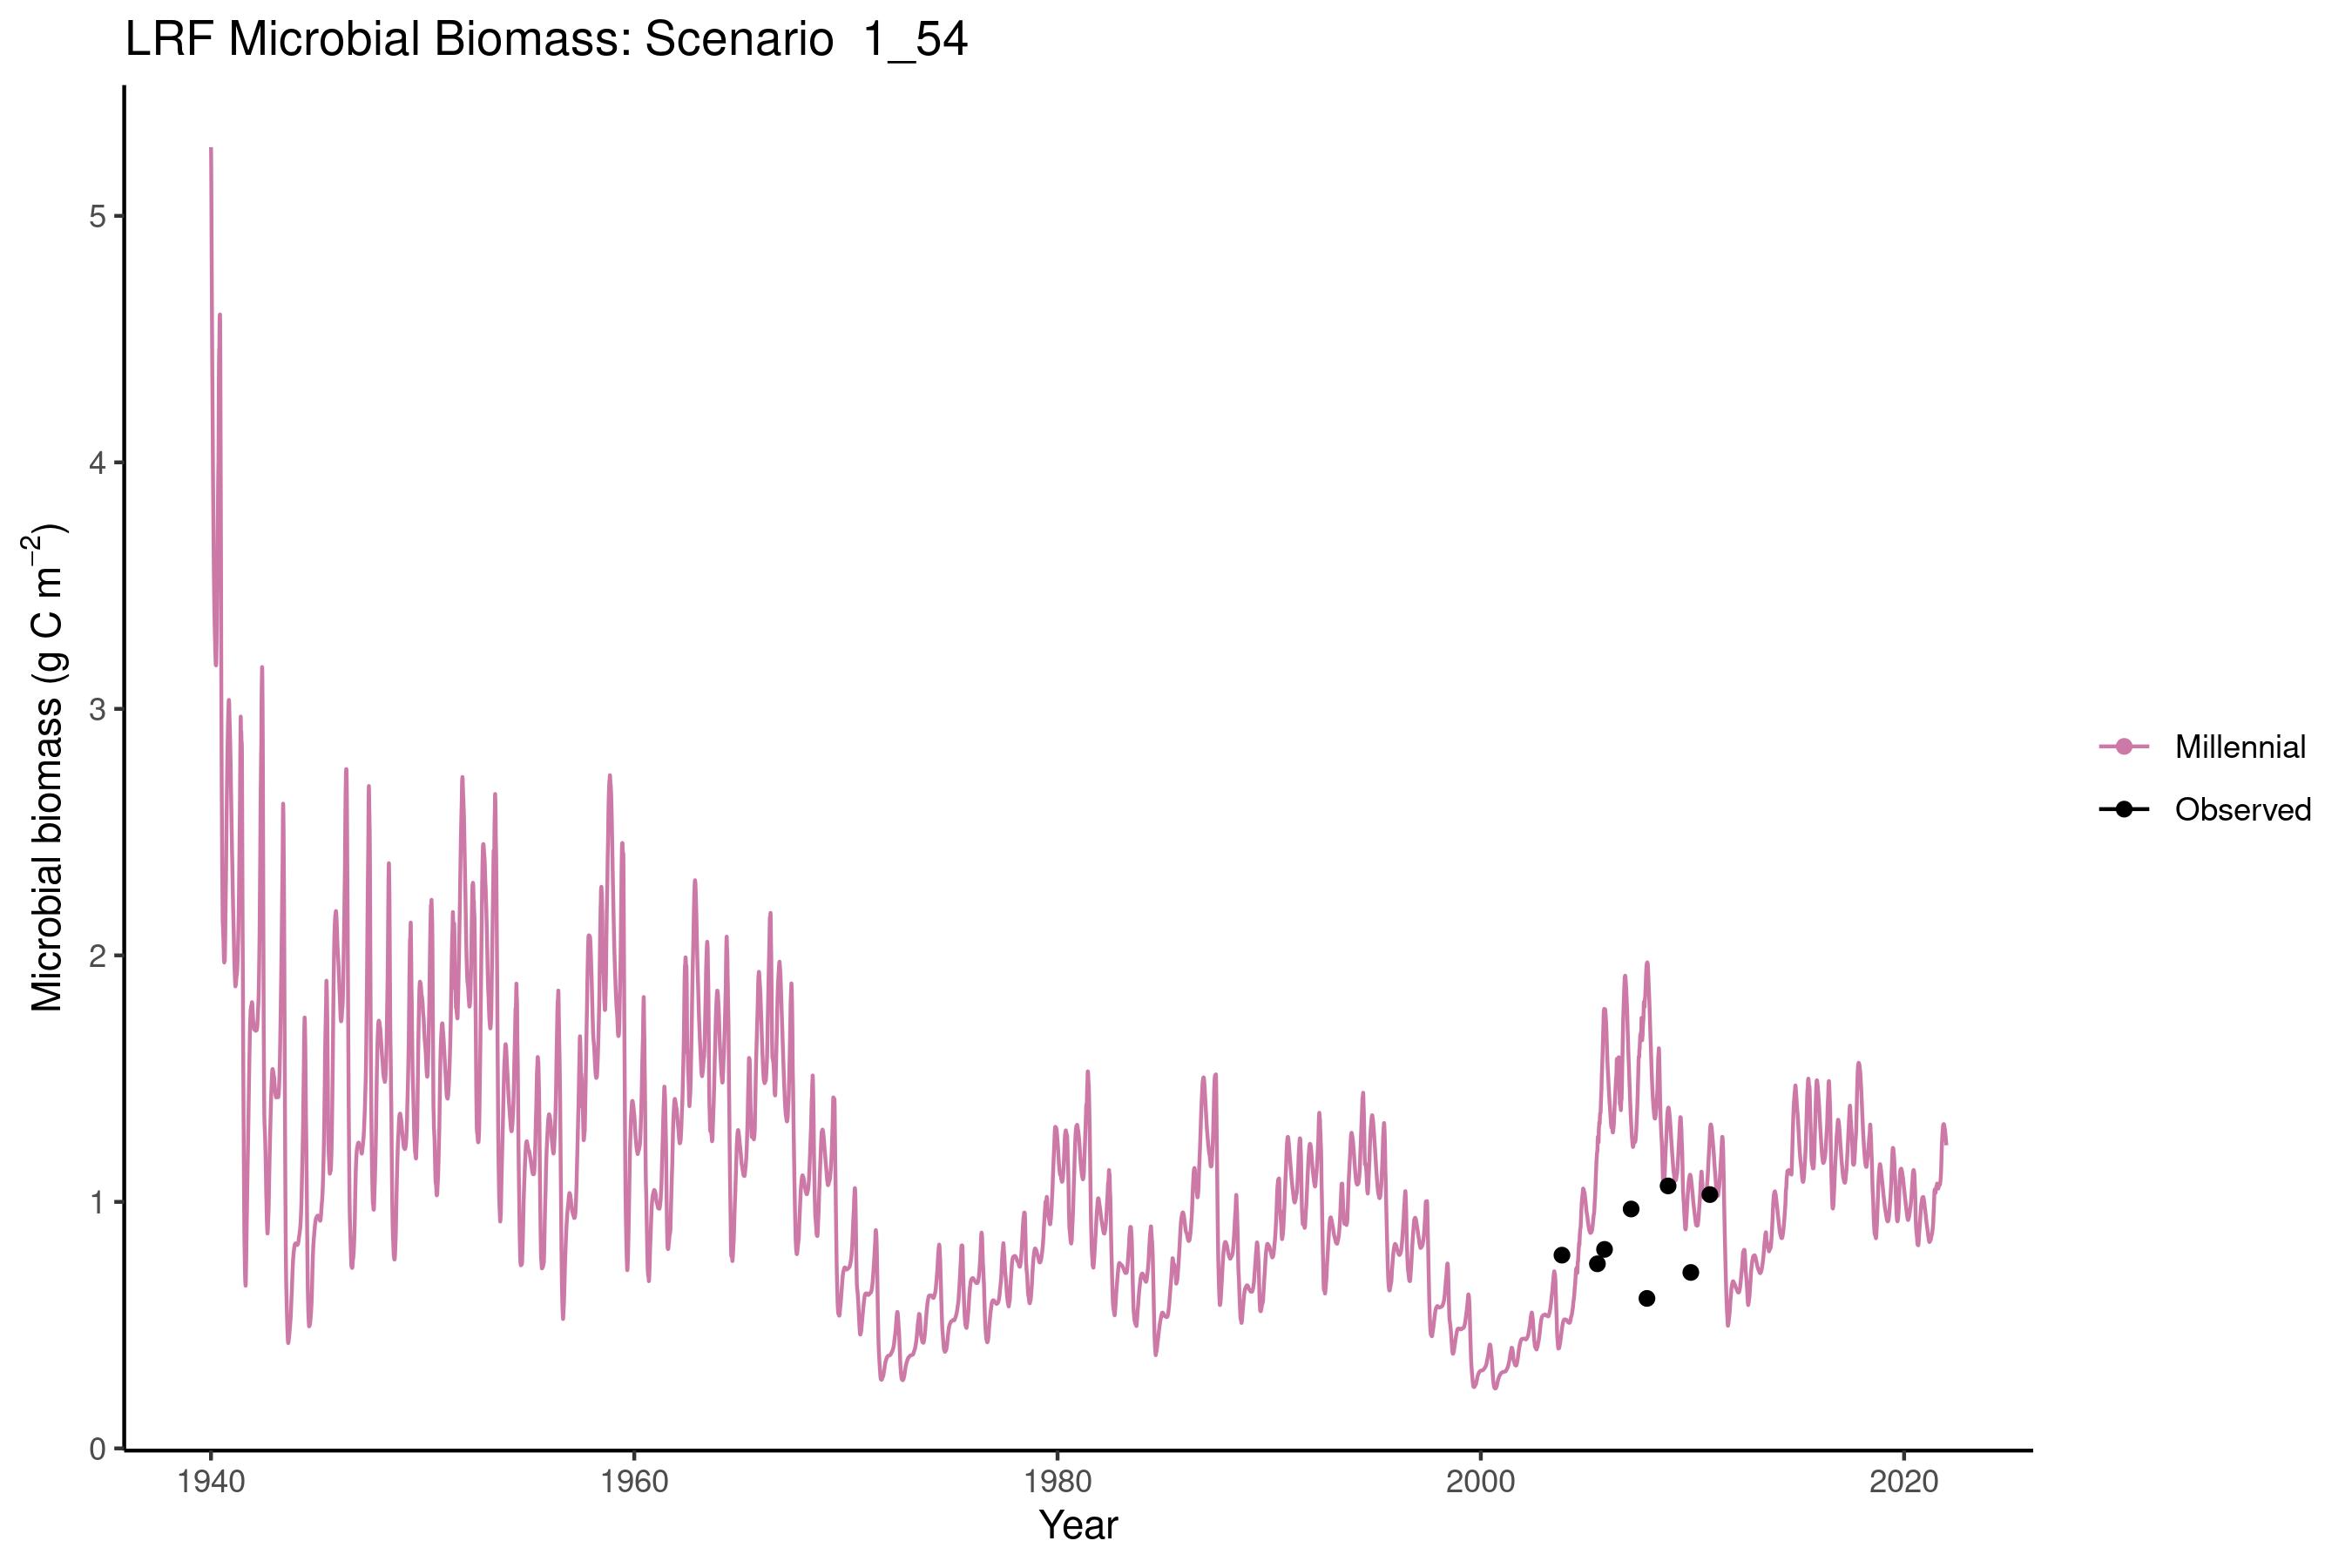 LRF Microbial Biomass: Scenario  1_54
Microbial biomass (g C m⁻²)
5
4
3
2
1
0
1940
1960
1980
2000
2020
Year
Millennial
Observed